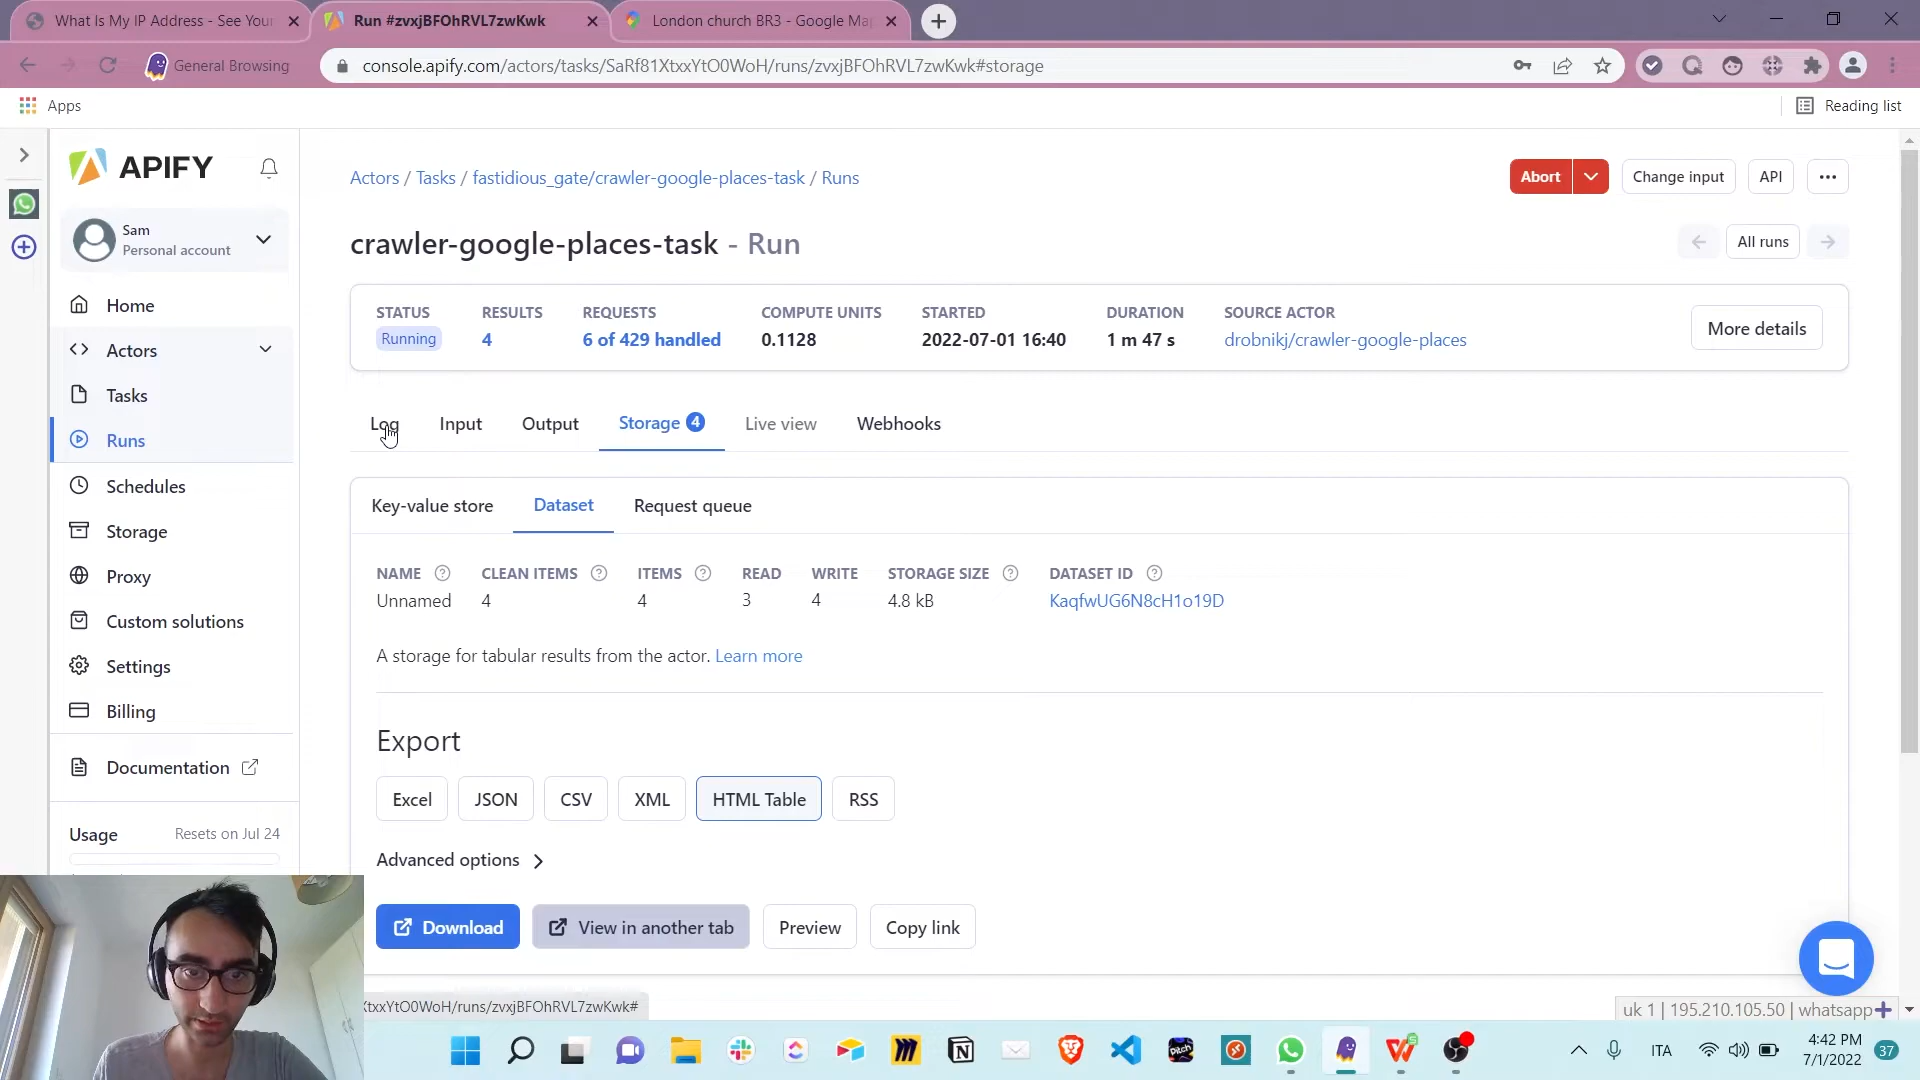 What Is My IP Address - See Your
Run #zvxjBFOhRVL7zwKwk
London church BR3 - Google Ma
General Browsing
console.apify.com/actors/tasks/SaRf81XtxxYtO0WoH/runs/zvxjBFOhRVL7zwKwk#storage
Apps
Reading list
APIFY
Sam
Personal account
Home
Actors
Tasks
Runs
Schedules
Storage
Proxy
Custom solutions
Settings
Billing
Documentation
Usage
Resets on Jul 24
Actors / Tasks / fastidious_gate/crawler-google-places-task / Runs
Abort
Change input
API
crawler-google-places-task - Run
All runs
STATUS RESULTS REQUESTS COMPUTE UNITS STARTED DURATION SOURCE ACTOR
Running 4 6 of 429 handled 0.1128 2022-07-01 16:40 1 m 47 s drobnikj/crawler-google-places
More details
Log Input Output Storage 4 Live view Webhooks
Key-value store Dataset Request queue
NAME CLEAN ITEMS ITEMS READ WRITE STORAGE SIZE DATASET ID
Unnamed 4 4 3 4 4.8 kB KaqfwUG6N8cH1o19D
A storage for tabular results from the actor. Learn more
Export
Excel JSON CSV XML HTML Table RSS
Advanced options
Download View in another tab Preview Copy link
XtxxYtO0WoH/runs/zvxjBFOhRVL7zwKwk#
uk 1 | 195.210.105.50 | whatsapp
Pitch
ITA
4:42 PM
7/1/2022
37